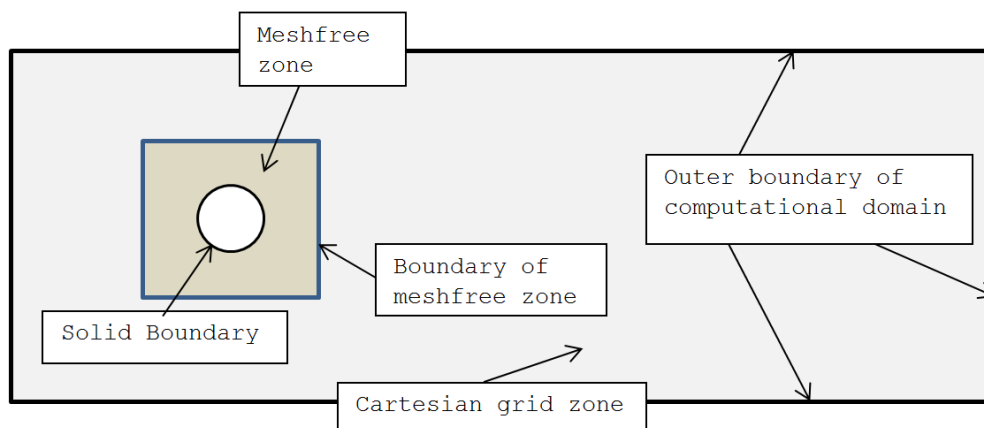 Meshfree
zone
Outer boundary of
computational domain
Boundary of
meshfree zone
Solid Boundary
Cartesian grid zone